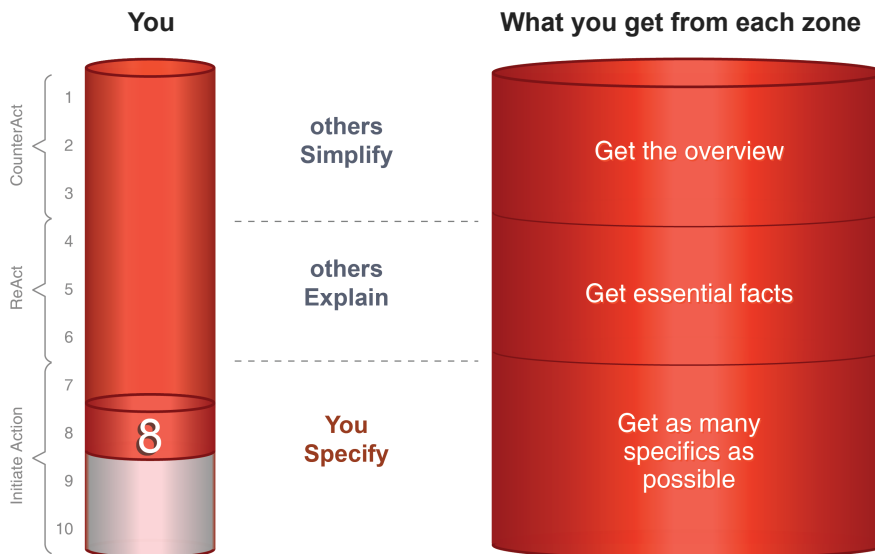 You
What you get from each zone
CounterAct
1
2
3
others
Simplify
Get the overview
ReAct
4
5
6
others
Explain
Get essential facts
Initiate Action
7
8
9
10
8
You
Specify
Get as many
specifics as
possible